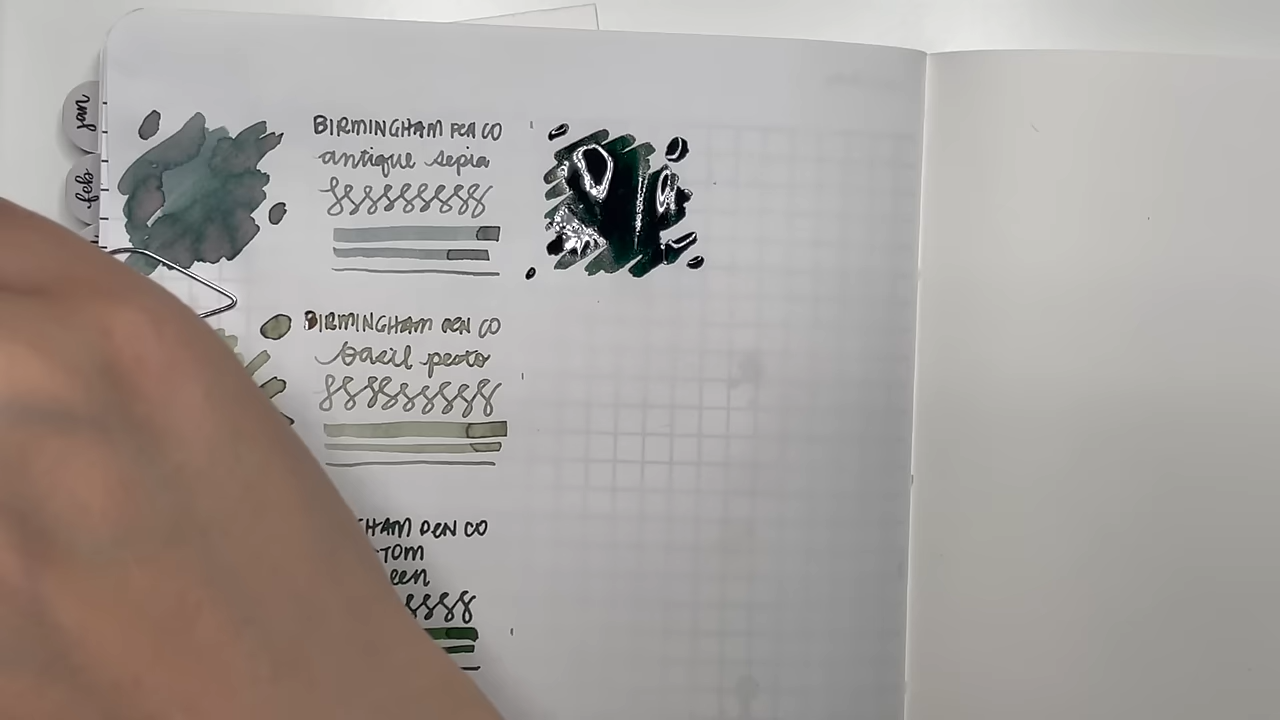 jan
feb
BIRMINGHAM PEN CO
antique sepia
BIRMINGHAM PEN CO
basil pesto
HAM PEN CO
TOM
een